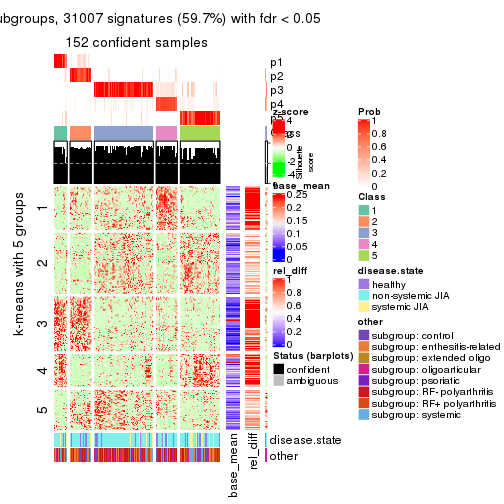 subgroups, 31007 signatures (59.7%) with fdr < 0.05
152 confident samples
p1
p2
p3
p4
Class
k-means with 5 groups
1
2
3
4
5
base_mean
rel_diff
disease.state
other
z-score
4
2
0
-2
-4
Silhouette
score
base_mean
0.25
0.2
0.15
0.1
0.05
0
rel_diff
1
0.8
0.6
0.4
0.2
0
Status (barplots)
confident
ambiguous
Prob
1
0.8
0.6
0.4
0.2
0
Class
1
2
3
4
5
disease.state
healthy
non-systemic JIA
systemic JIA
other
subgroup: control
subgroup: enthesitis-related
subgroup: extended oligo
subgroup: oligoarticular
subgroup: psoriatic
subgroup: RF- polyarthritis
subgroup: RF+ polyarthritis
subgroup: systemic